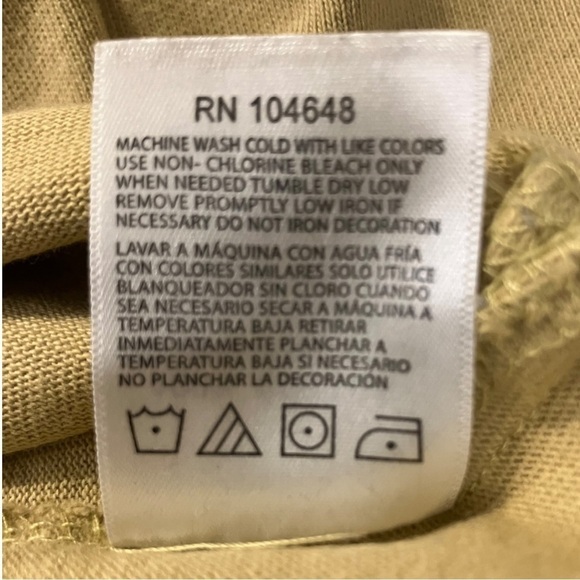 RN 104648
MACHINE WASH COLD WITH LIKE COLORS
USE NON- CHLORINE BLEACH ONLY
WHEN NEEDED TUMBLE DRY LOW
REMOVE PROMPTLY LOW IRON IF
NECESSARY DO NOT IRON DECORATION
LAVAR A MÁQUINA CON AGUA FRÍA
CON COLORES SIMILARES SOLO UTILICE
BLANQUEADOR SIN CLORO CUANDO
SEA NECESARIO SECAR A MÁQUINA A
TEMPERATURA BAJA RETIRAR
INMEDIATAMENTE PLANCHAR A
TEMPERATURA BAJA SI NECESARIO
NO PLANCHAR LA DECORACIÓN